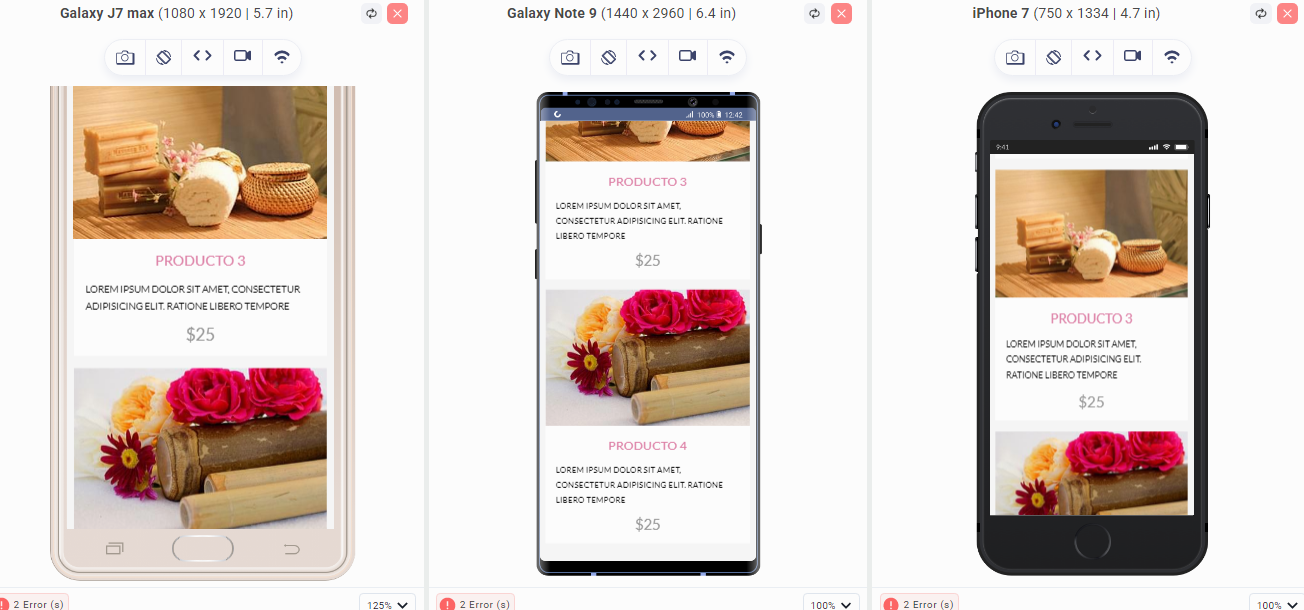 Galaxy J7 max (1080 x 1920 | 5.7 in)
PRODUCTO 3
LOREM IPSUM DOLOR SIT AMET, CONSECTETUR
ADIPISICING ELIT. RATIONE LIBERO TEMPORE
$25
2 Error (s)
125%
Galaxy Note 9 (1440 x 2960 | 6.4 in)
100% 12:42
PRODUCTO 3
LOREM IPSUM DOLOR SIT AMET,
CONSECTETUR ADIPISICING ELIT. RATIONE
LIBERO TEMPORE
$25
PRODUCTO 4
LOREM IPSUM DOLOR SIT AMET,
CONSECTETUR ADIPISICING ELIT. RATIONE
LIBERO TEMPORE
$25
2 Error (s)
100%
iPhone 7 (750 x 1334 | 4.7 in)
9:41
PRODUCTO 3
LOREM IPSUM DOLOR SIT AMET,
CONSECTETUR ADIPISICING ELIT.
RATIONE LIBERO TEMPORE
$25
2 Error (s)
100%